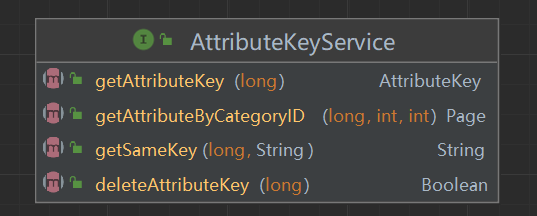 I AttributeKeyService
m getAttributeKey (long) AttributeKey
m getAttributeByCategoryID (long, int, int) Page
m getSameKey(long, String) String
m deleteAttributeKey (long) Boolean